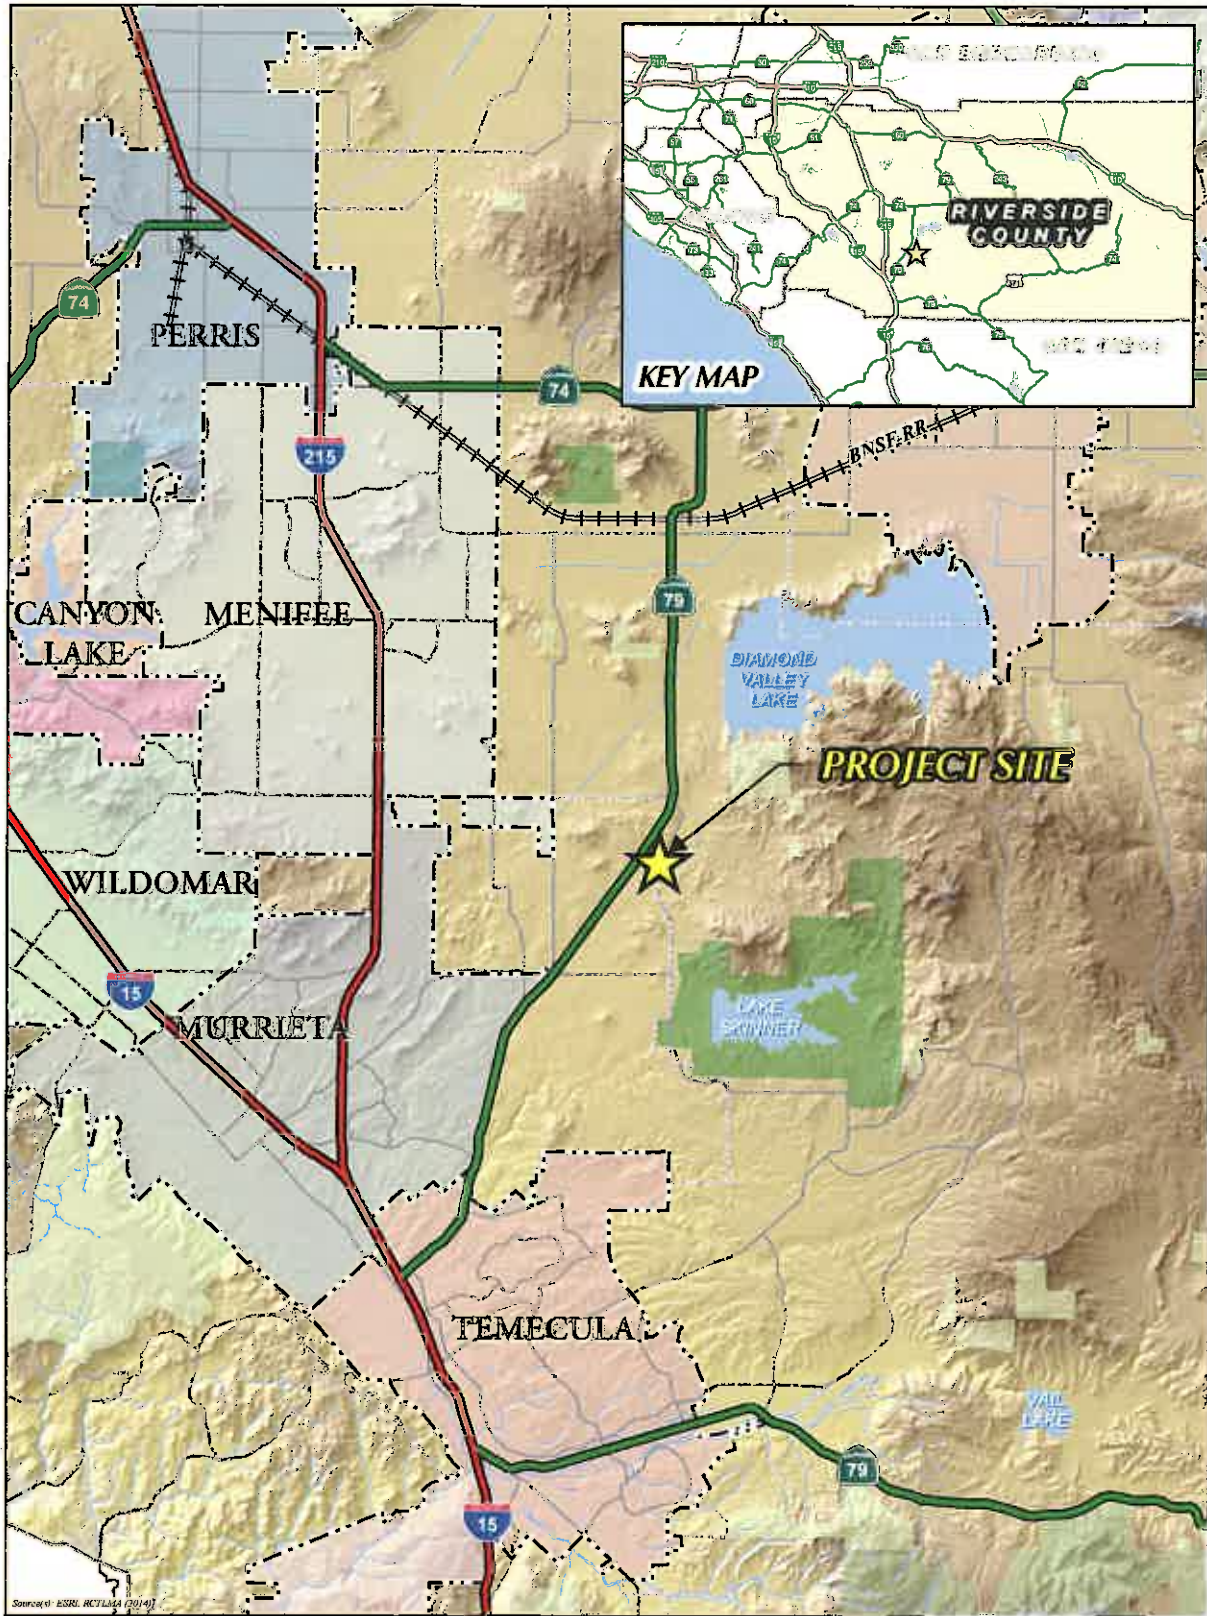 RIVERSIDE
COUNTY
KEY MAP
74
PERRIS
74
215
BNSF RR
79
CANYON
LAKE
MENIFEE
DIAMOND
VALLEY
LAKE
PROJECT SITE
WILDOMAR
15
MURRIETA
LAKE
SKINNER
TEMECULA
VAIL
LAKE
79
15
Source(s): ESRI, RCTLMA (2014)